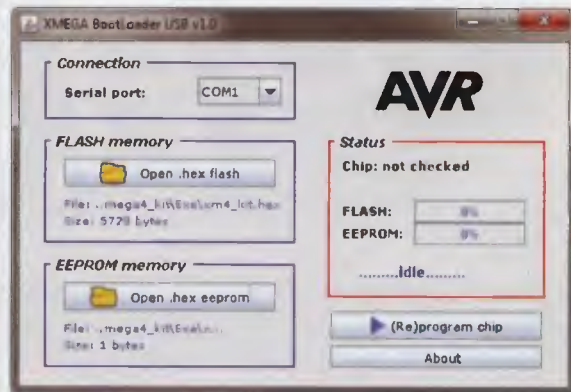 XMEGA BootLoader USB v1.0
Connection
Serial port: COM1
FLASH memory
Open .hex flash
Size: 5729 bytes
EEPROM memory
Open .hex eeprom
Size: 1 bytes
AVR
Status
Chip: not checked
FLASH: 0%
EEPROM: 0%
.........Idle.........
(Re)program chip
About